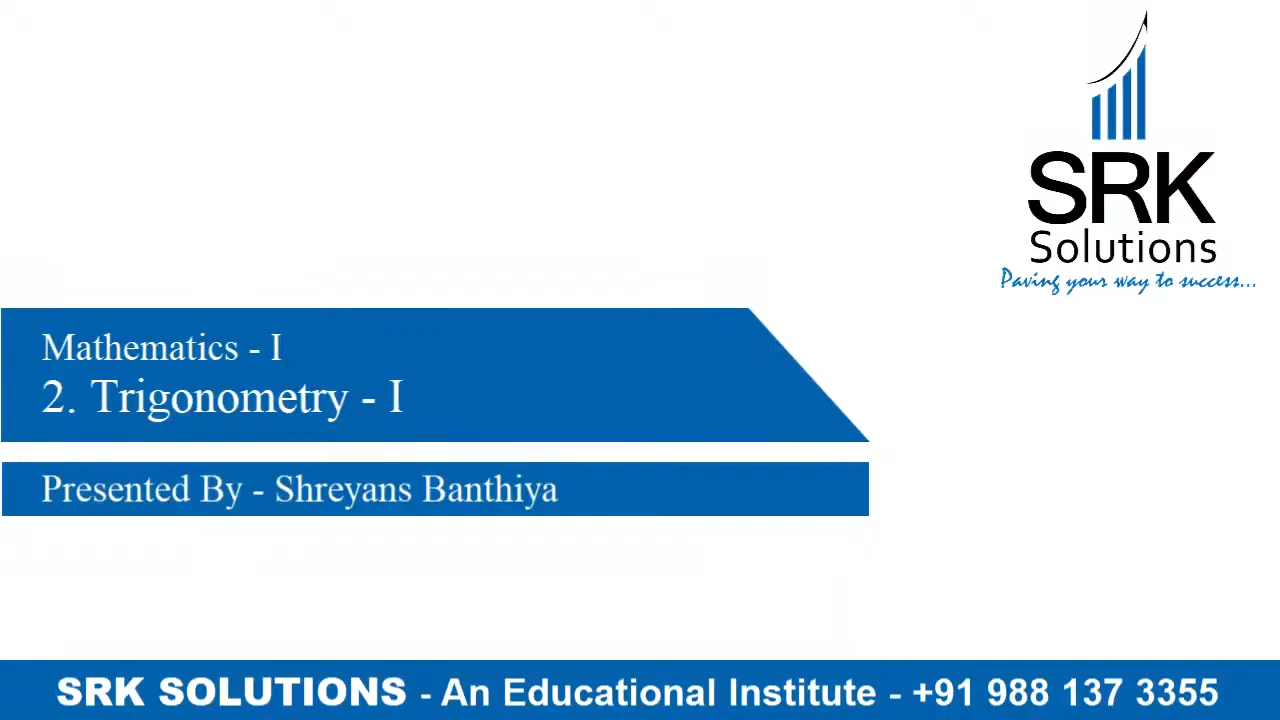 SRK
Solutions
Paving your way to success...
Mathematics - I
2. Trigonometry - I
Presented By - Shreyans Banthiya
SRK SOLUTIONS - An Educational Institute - +91 988 137 3355